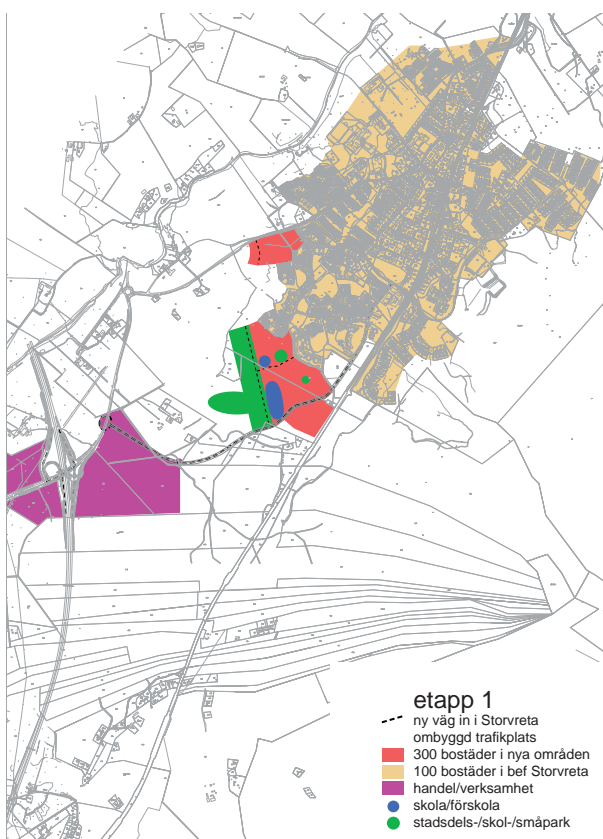 etapp 1
ny väg in i Storvreta
ombyggd trafikplats
300 bostäder i nya områden
100 bostäder i bef Storvreta
handel/verksamhet
skola/förskola
stadsdels-/skol-/småpark